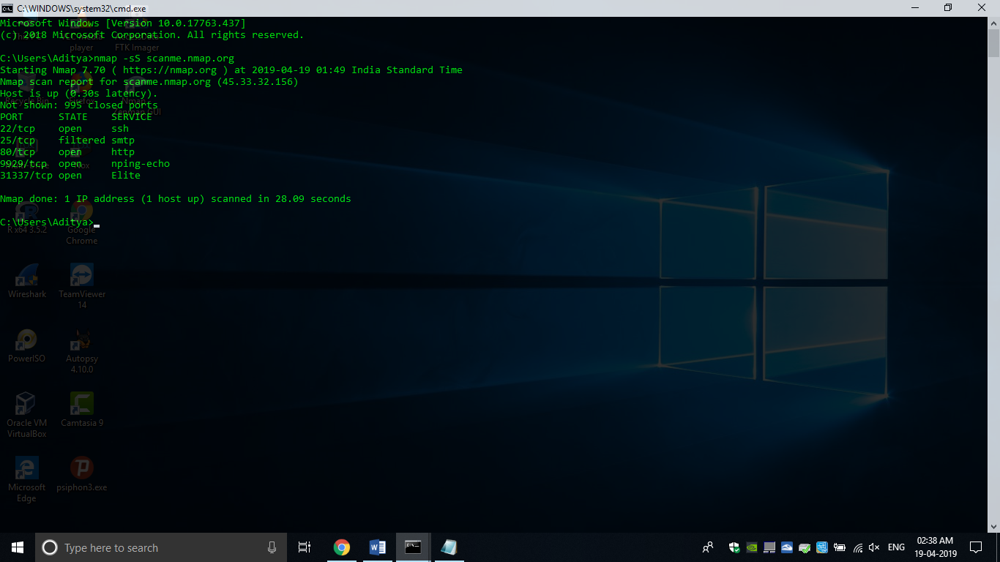 C:\WINDOWS\system32\cmd.exe
Microsoft Windows [Version 10.0.17763.437]
(c) 2018 Microsoft Corporation. All rights reserved.
C:\Users\Aditya>nmap -sS scanme.nmap.org
Starting Nmap 7.70 ( https://nmap.org ) at 2019-04-19 01:49 India Standard Time
Nmap scan report for scanme.nmap.org (45.33.32.156)
Host is up (0.30s latency).
Not shown: 995 closed ports
PORT STATE SERVICE
22/tcp open ssh
25/tcp filtered smtp
80/tcp open http
9929/tcp open nping-echo
31337/tcp open Elite
Nmap done: 1 IP address (1 host up) scanned in 28.09 seconds
C:\Users\Aditya>
player
FTK Imager
Recycle Bin
Firefox
GUI
R x64 3.5.2
Google Chrome
Wireshark
TeamViewer 14
PowerISO
Autopsy 4.10.0
Oracle VM VirtualBox
Camtasia 9
Microsoft Edge
psiphon3.exe
Type here to search
ENG
02:38 AM
19-04-2019